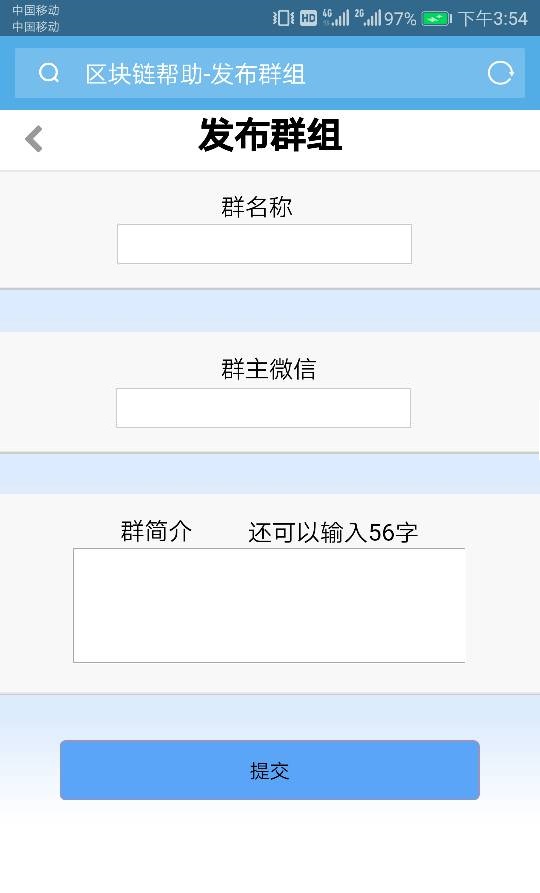 中国移动
中国移动
HD 4G 2G 97% 下午3:54
区块链帮助-发布群组
发布群组
群名称
群主微信
群简介 还可以输入56字
提交